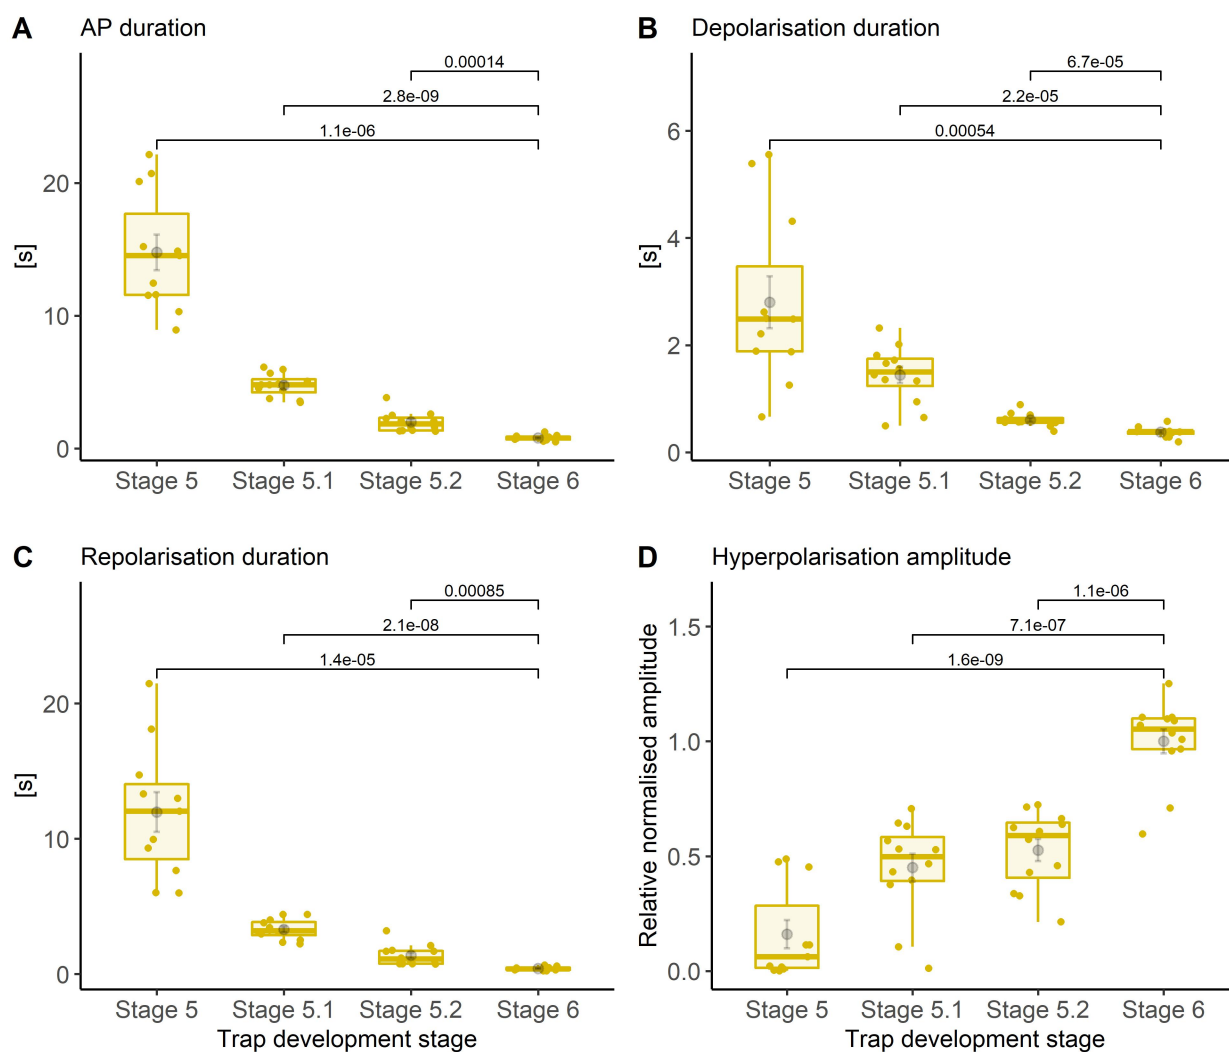 A AP duration
0.00014
2.8e-09
1.1e-06
20
10
0
[s]
Stage 5 Stage 5.1 Stage 5.2 Stage 6
B Depolarisation duration
6.7e-05
2.2e-05
0.00054
6
4
2
0
[s]
Stage 5 Stage 5.1 Stage 5.2 Stage 6
C Repolarisation duration
0.00085
2.1e-08
1.4e-05
20
10
0
[s]
Stage 5 Stage 5.1 Stage 5.2 Stage 6
Trap development stage
D Hyperpolarisation amplitude
1.1e-06
7.1e-07
1.6e-09
1.5
1.0
0.5
0.0
Relative normalised amplitude
Stage 5 Stage 5.1 Stage 5.2 Stage 6
Trap development stage